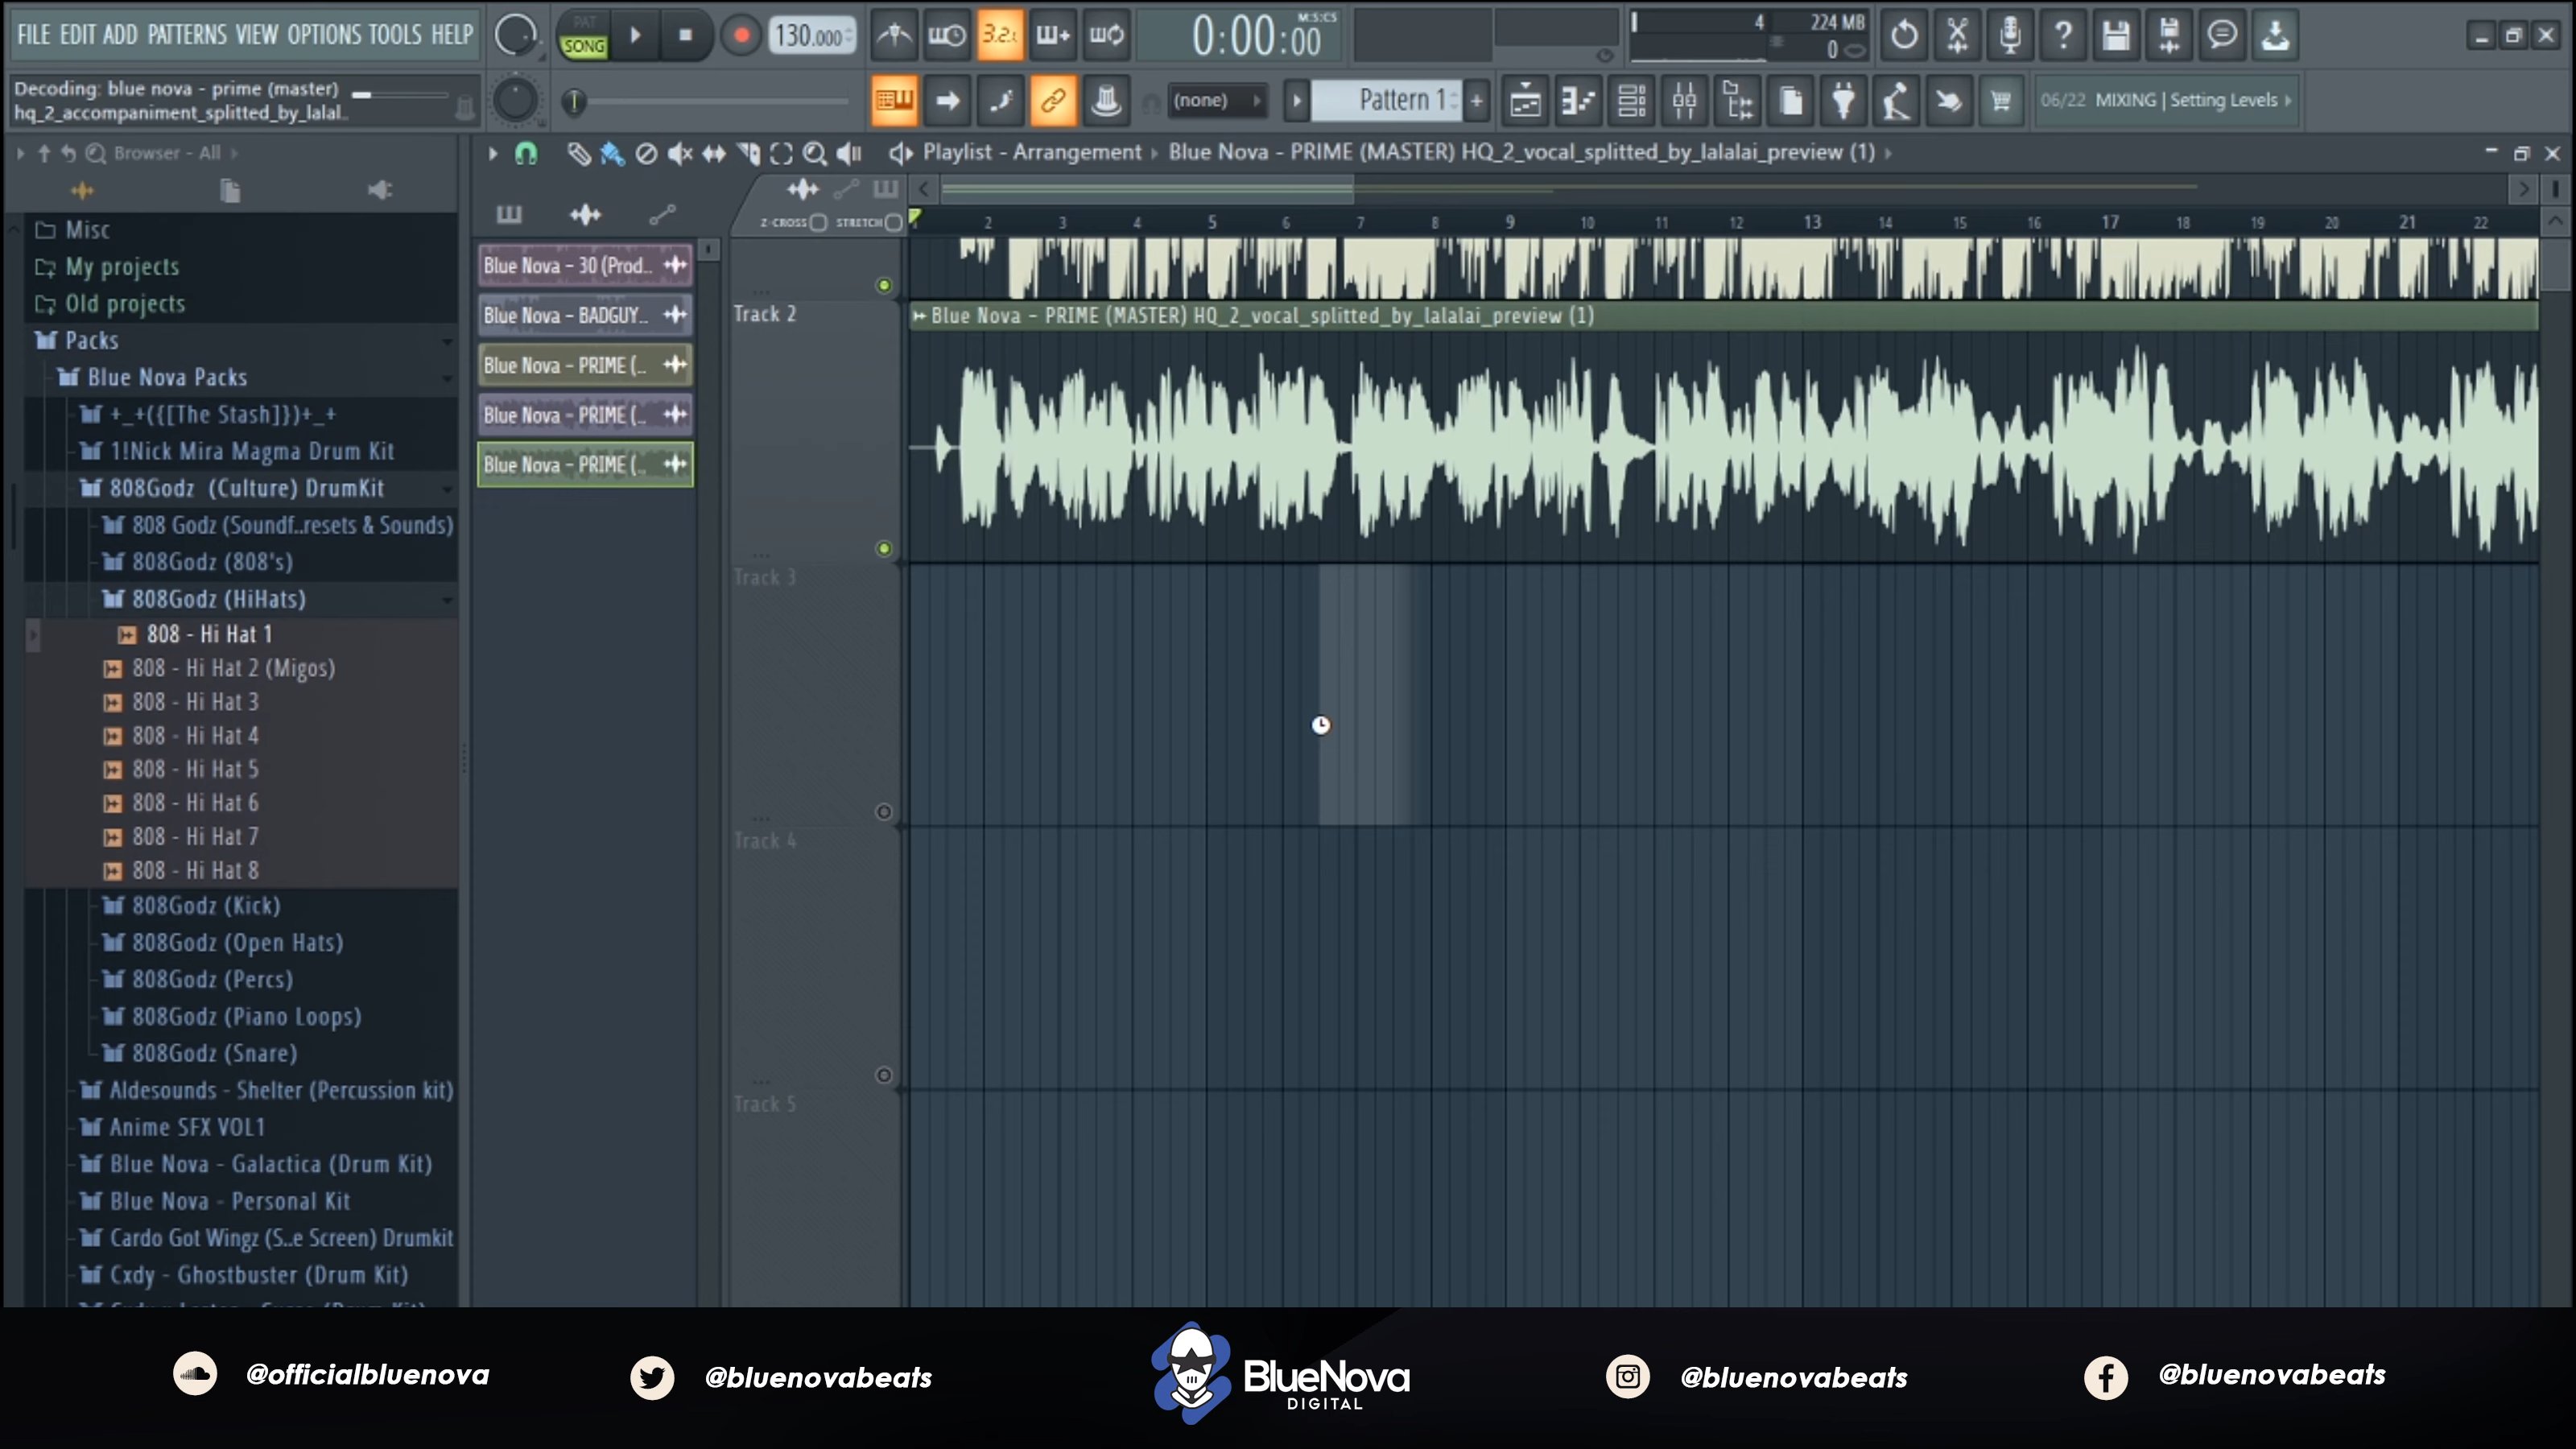 FILE EDIT ADD PATTERNS VIEW OPTIONS TOOLS HELP
PAT
SONG
130.000
3.2.
0:00:00
M:S:CS
4
224 MB
0
Decoding: blue nova - prime (master)
hq_2_accompaniment_splitted_by_lalal..
(none)
Pattern 1
06/22 MIXING | Setting Levels
Browser - All
Playlist - Arrangement
Blue Nova - PRIME (MASTER) HQ_2_vocal_splitted_by_lalalai_preview (1)
Z-CROSS
STRETCH
2 3 4 5 6 7 8 9 10 11 12 13 14 15 16 17 18 19 20 21 22
Misc
My projects
Old projects
Packs
Blue Nova Packs
+_+({[The Stash]})+_+
1!Nick Mira Magma Drum Kit
808Godz (Culture) DrumKit
808 Godz (Soundf..resets & Sounds)
808Godz (808's)
808Godz (HiHats)
808 - Hi Hat 1
808 - Hi Hat 2 (Migos)
808 - Hi Hat 3
808 - Hi Hat 4
808 - Hi Hat 5
808 - Hi Hat 6
808 - Hi Hat 7
808 - Hi Hat 8
808Godz (Kick)
808Godz (Open Hats)
808Godz (Percs)
808Godz (Piano Loops)
808Godz (Snare)
Aldesounds - Shelter (Percussion kit)
Anime SFX VOL1
Blue Nova - Galactica (Drum Kit)
Blue Nova - Personal Kit
Cardo Got Wingz (S..e Screen) Drumkit
Cxdy - Ghostbuster (Drum Kit)
Blue Nova - 30 (Prod..
Blue Nova - BADGUY..
Blue Nova - PRIME (..
Blue Nova - PRIME (..
Blue Nova - PRIME (..
Track 2
Blue Nova - PRIME (MASTER) HQ_2_vocal_splitted_by_lalalai_preview (1)
Track 3
Track 4
Track 5
@officialbluenova
@bluenovabeats
BlueNova
DIGITAL
@bluenovabeats
@bluenovabeats